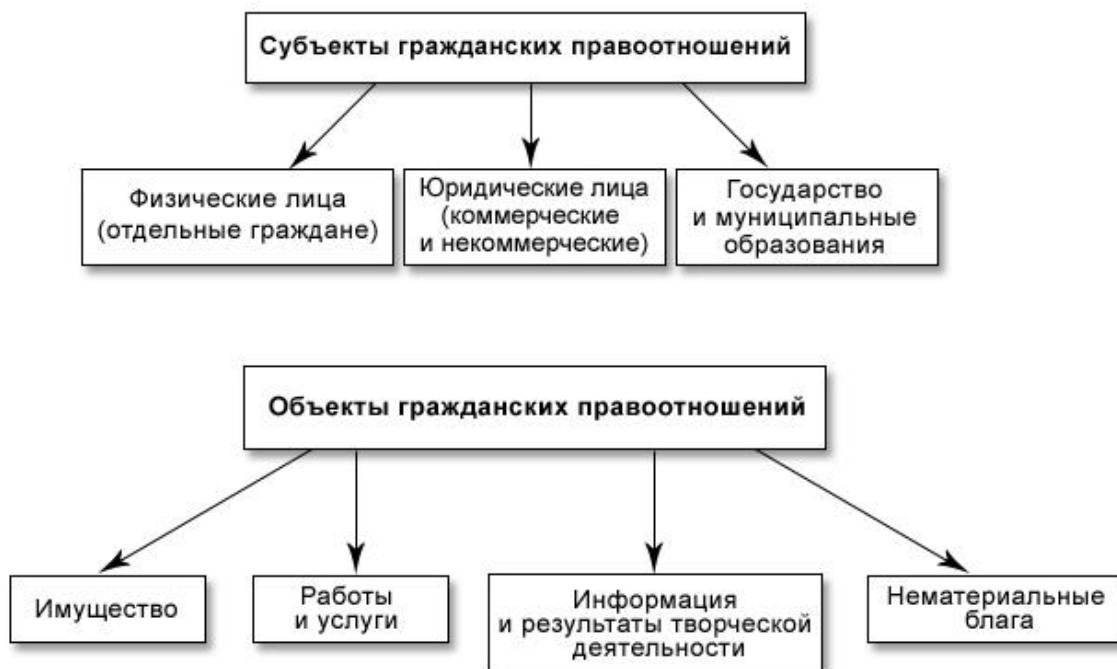 Субъекты гражданских правоотношений
Физические лица
(отдельные граждане)
Юридические лица
(коммерческие
и некоммерческие)
Государство
и муниципальные
образования
Объекты гражданских правоотношений
Имущество
Работы
и услуги
Информация
и результаты творческой
деятельности
Нематериальные
блага